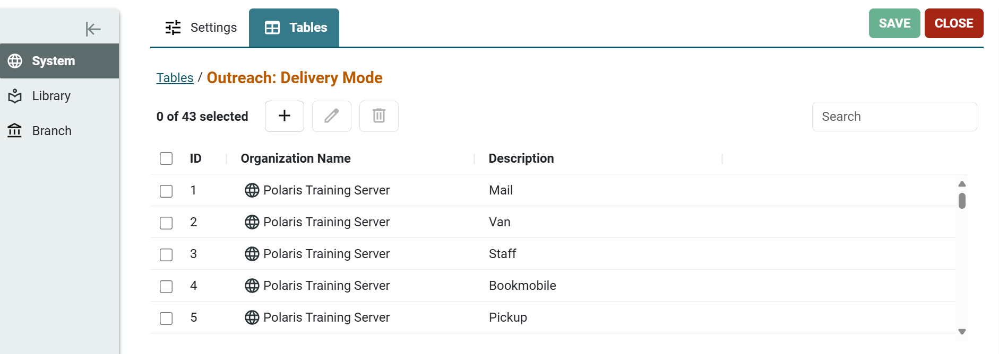 Settings
Tables
SAVE
CLOSE
System
Library
Branch
Tables / Outreach: Delivery Mode
0 of 43 selected
Search
ID Organization Name Description
1 Polaris Training Server Mail
2 Polaris Training Server Van
3 Polaris Training Server Staff
4 Polaris Training Server Bookmobile
5 Polaris Training Server Pickup